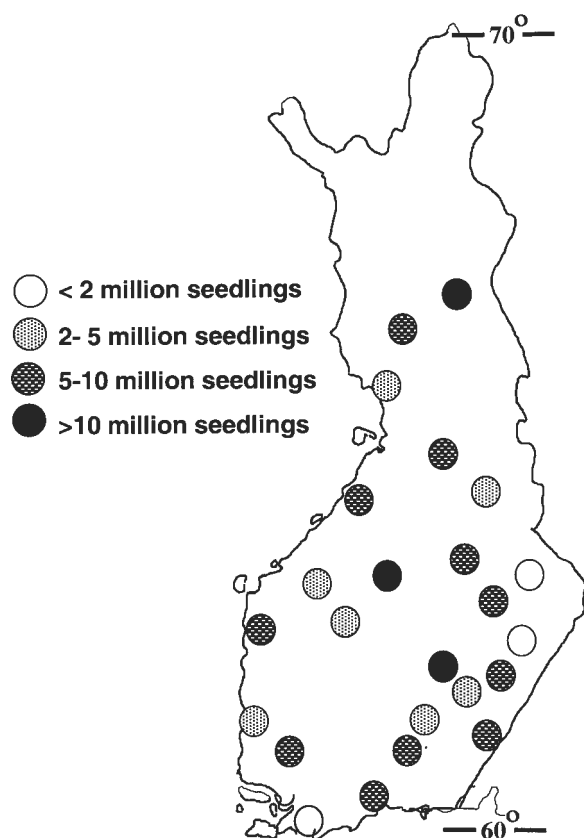 70°
< 2 million seedlings
2- 5 million seedlings
5-10 million seedlings
>10 million seedlings
60°